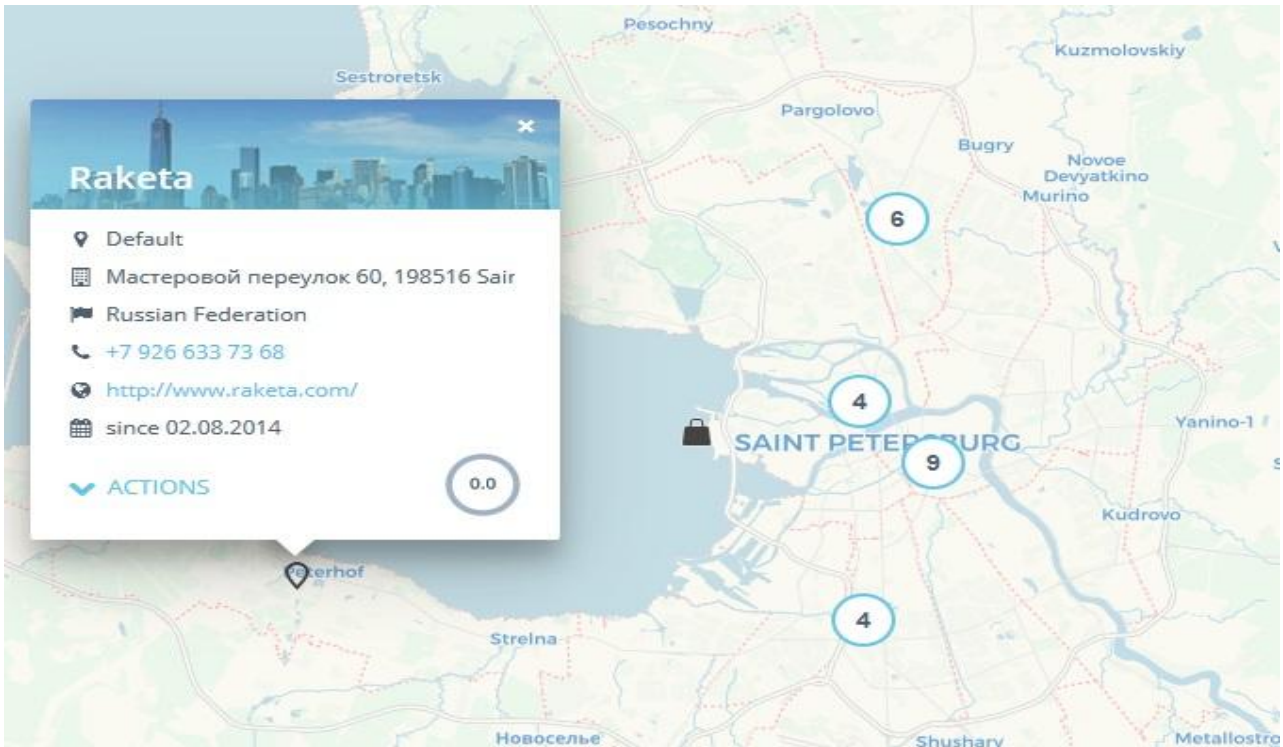 Pesochny
Kuzmolovskiy
Sestroretsk
Pargolovo
Bugry
Novoe
Devyatkino
Murino
Raketa
6
Default
Мастеровой переулок 60, 198516 Sair
Russian Federation
+7 926 633 73 68
http://www.raketa.com/
since 02.08.2014
ACTIONS
0.0
4
SAINT PETERSBURG
9
Yanino-1
Kudrovo
Peterhof
4
Strelna
Новоселье
Shushary
Metallostro